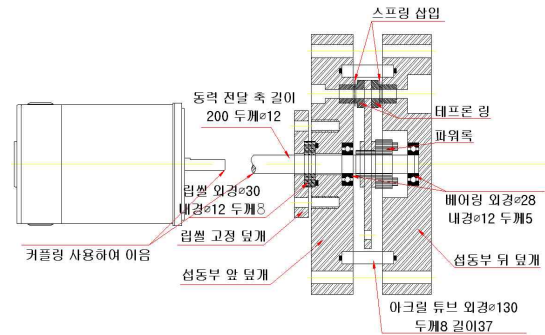 스프링 삽입
동력 전달 축 길이
200 두께⌀12
테프론 링
파워록
립씰 외경⌀30
내경⌀12 두께8
베어링 외경⌀28
내경⌀12 두께5
립씰 고정 덮개
커플링 사용하여 이음
섭동부 앞 덮개
섭동부 뒤 덮개
아크릴 튜브 외경⌀130
두께8 길이37